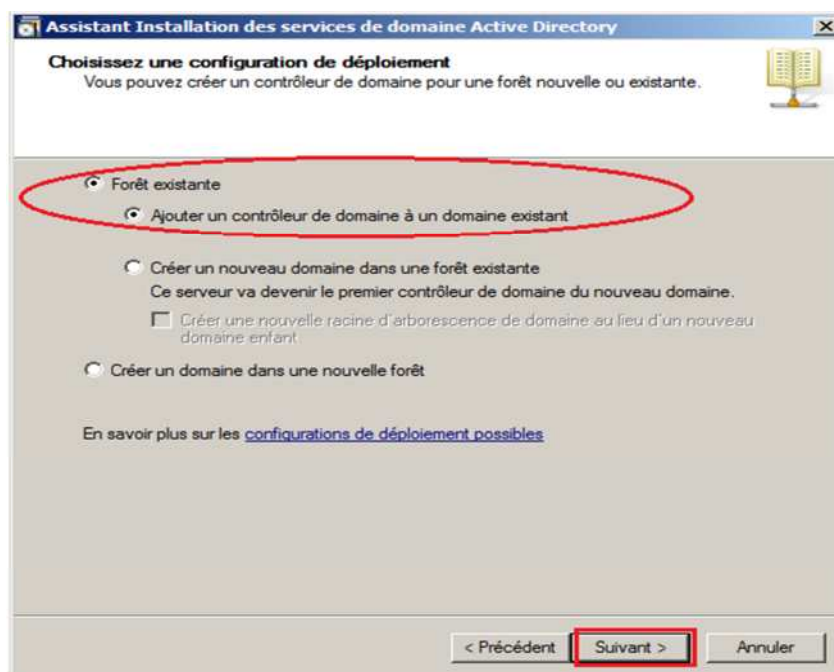 Assistant Installation des services de domaine Active Directory
Choisissez une configuration de déploiement
Vous pouvez créer un contrôleur de domaine pour une forêt nouvelle ou existante.
Forêt existante
Ajouter un contrôleur de domaine à un domaine existant
Créer un nouveau domaine dans une forêt existante
Ce serveur va devenir le premier contrôleur de domaine du nouveau domaine.
Créer une nouvelle racine d'arborescence de domaine au lieu d'un nouveau
domaine enfant
Créer un domaine dans une nouvelle forêt
En savoir plus sur les configurations de déploiement possibles
< Précédent Suivant > Annuler